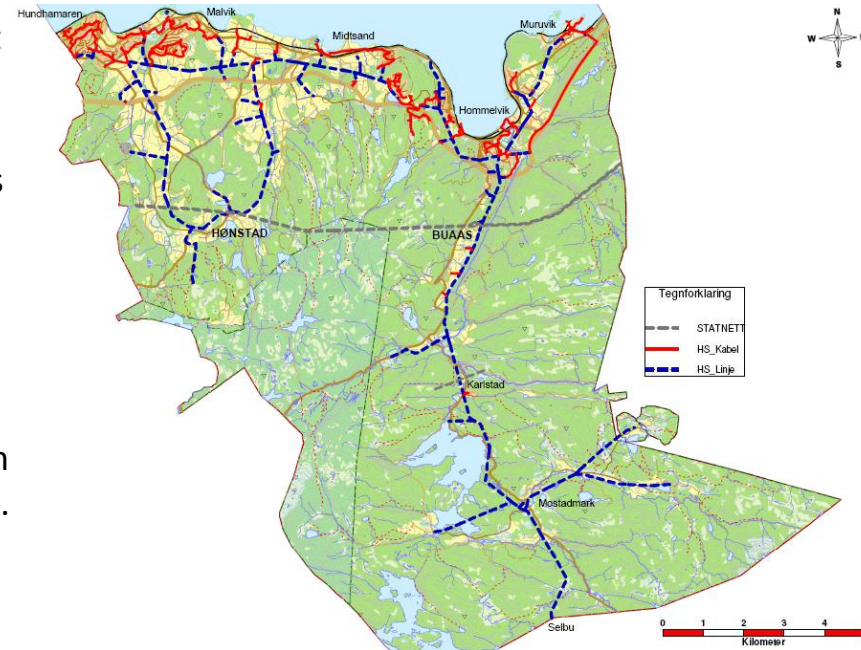 Hundhamaren
Malvik
Midtsand
Muruvik
Hommelvik
N
W
S
s
HØNSTAD
BUAAS
Tegnforklaring
STATNETT
HS_Kabel
HS_Linje
Karlstad
n
.
Mostadmark
Selbu
0 1 2 3 4
Kilometer